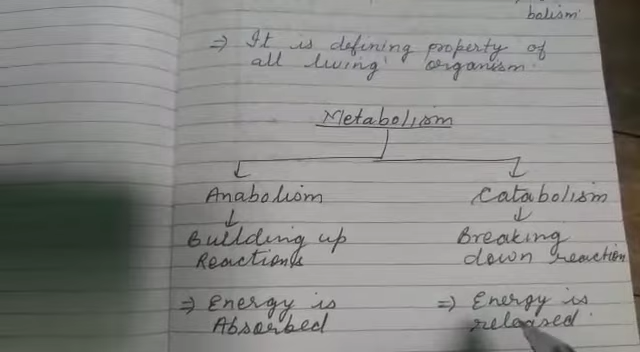 bolism
⇒ It is defining property of
all living organism.
Metabolism
Anabolism
↓
Building up
Reactions
⇒ Energy is
Absorbed
Catabolism
↓
Breaking
down reaction
⇒ Energy is
released.